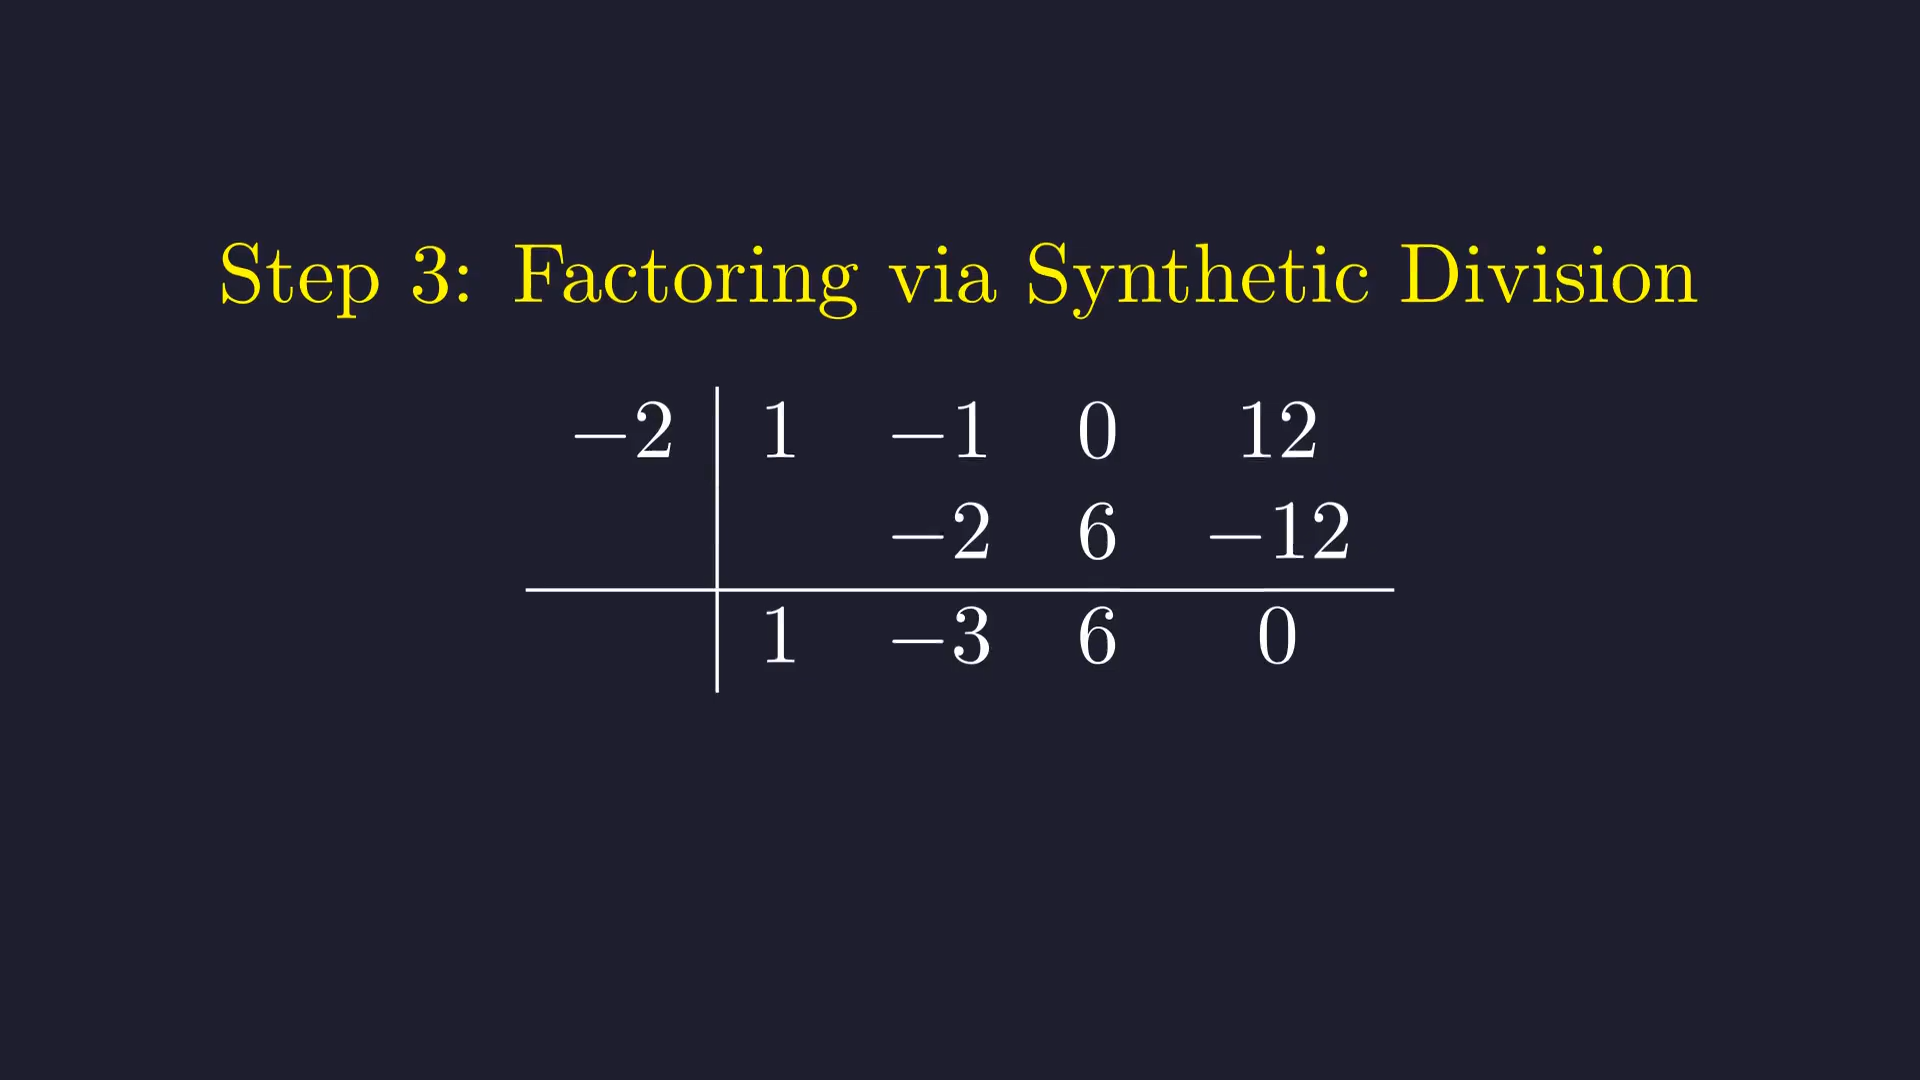 Step 3: Factoring via Synthetic Division
−2 1 −1 0 12
−2 6 −12
1 −3 6 0